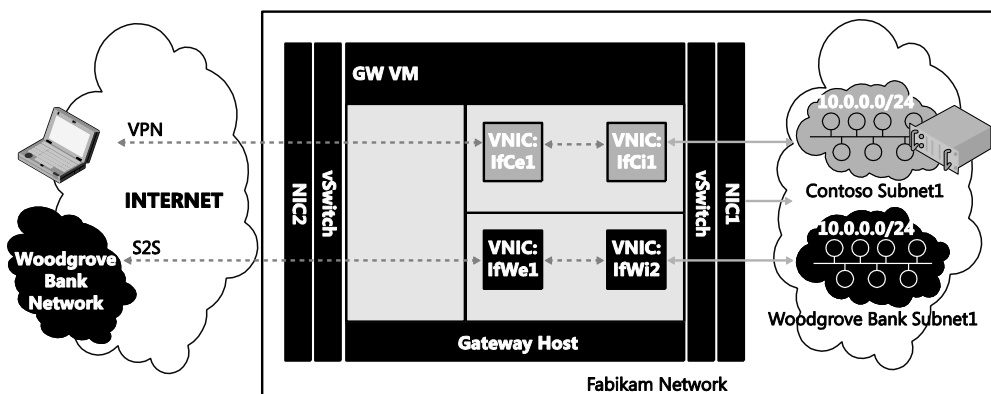 GW VM
10.0.0.0/24
VPN
VNIC:
IfCe1
VNIC:
IfCi1
Contoso Subnet1
INTERNET
NIC2
vSwitch
vSwitch
NIC1
10.0.0.0/24
S2S
Woodgrove
Bank
Network
VNIC:
IfWe1
VNIC:
IfWi2
Woodgrove Bank Subnet1
Gateway Host
Fabikam Network